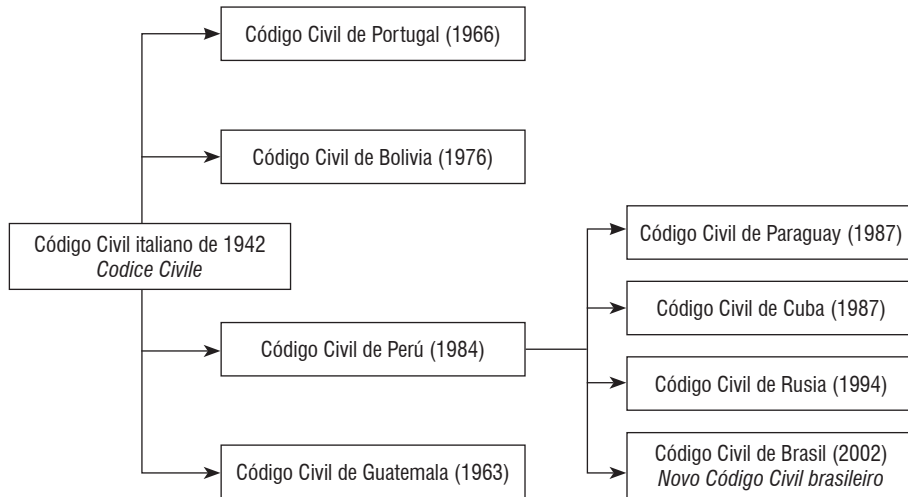 Código Civil de Portugal (1966)
Código Civil de Bolivia (1976)
Código Civil italiano de 1942
Codice Civile
Código Civil de Perú (1984)
Código Civil de Guatemala (1963)
Código Civil de Paraguay (1987)
Código Civil de Cuba (1987)
Código Civil de Rusia (1994)
Código Civil de Brasil (2002)
Novo Código Civil brasileiro